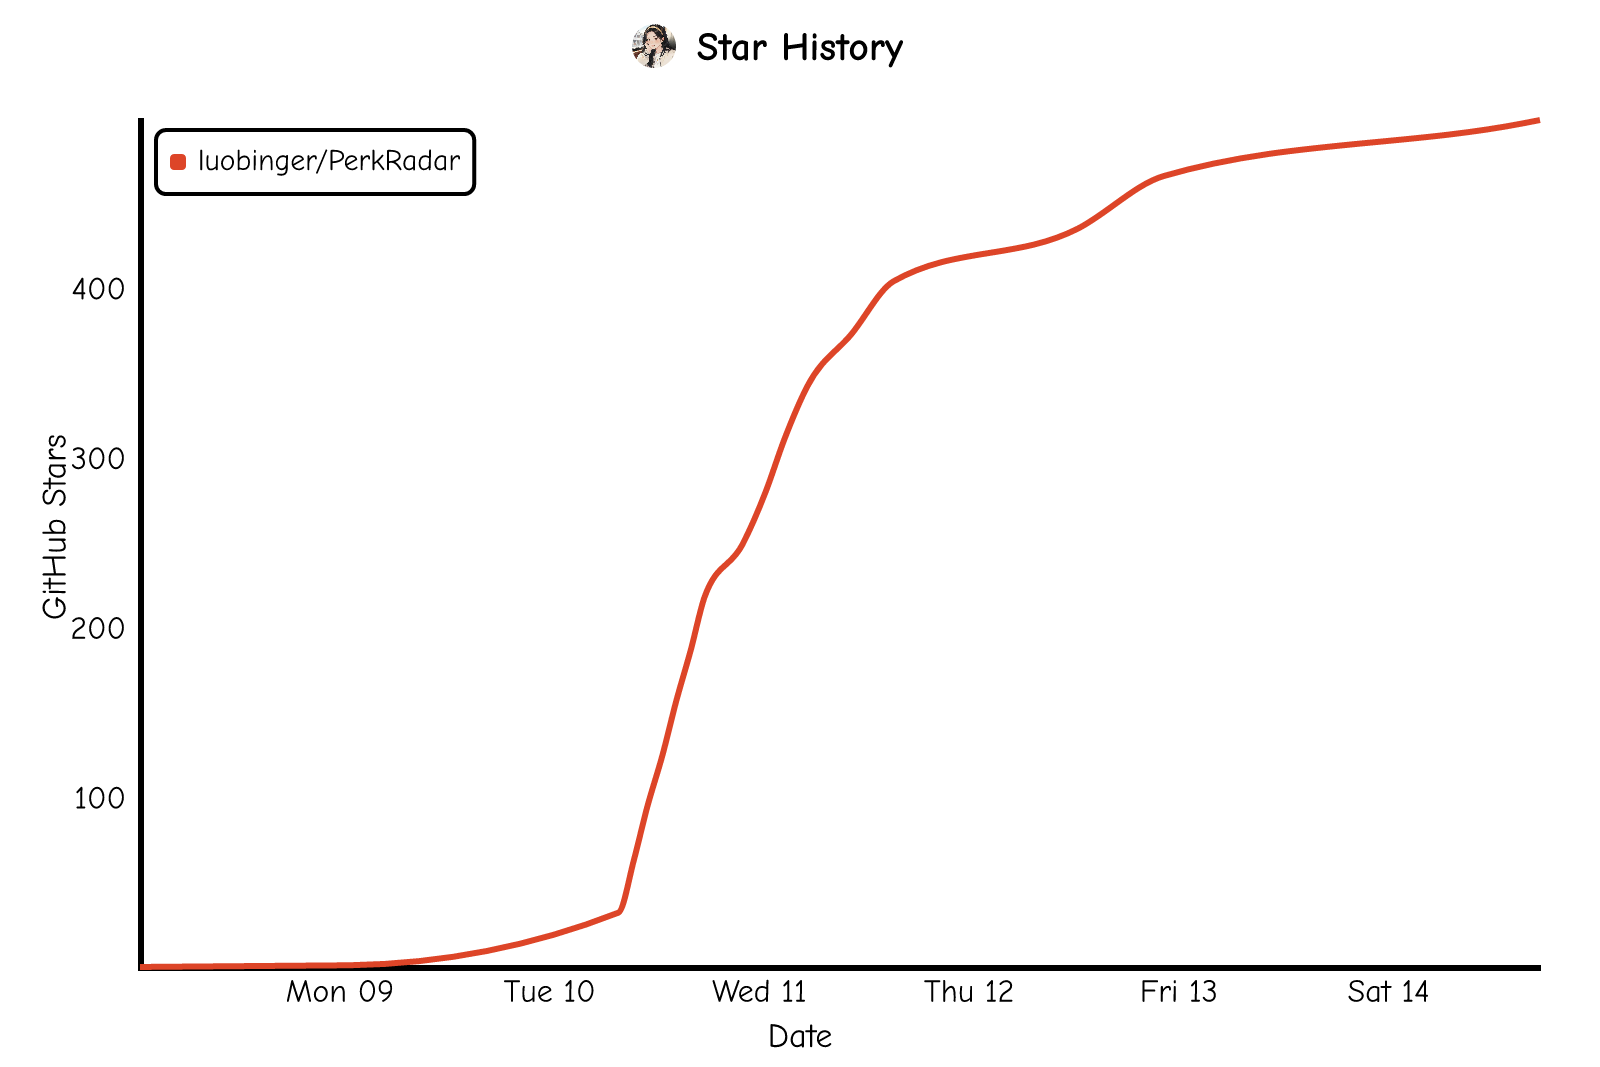 Star History
luobinger/PerkRadar
GitHub Stars
400
300
200
100
Mon 09
Tue 10
Wed 11
Thu 12
Fri 13
Sat 14
Date